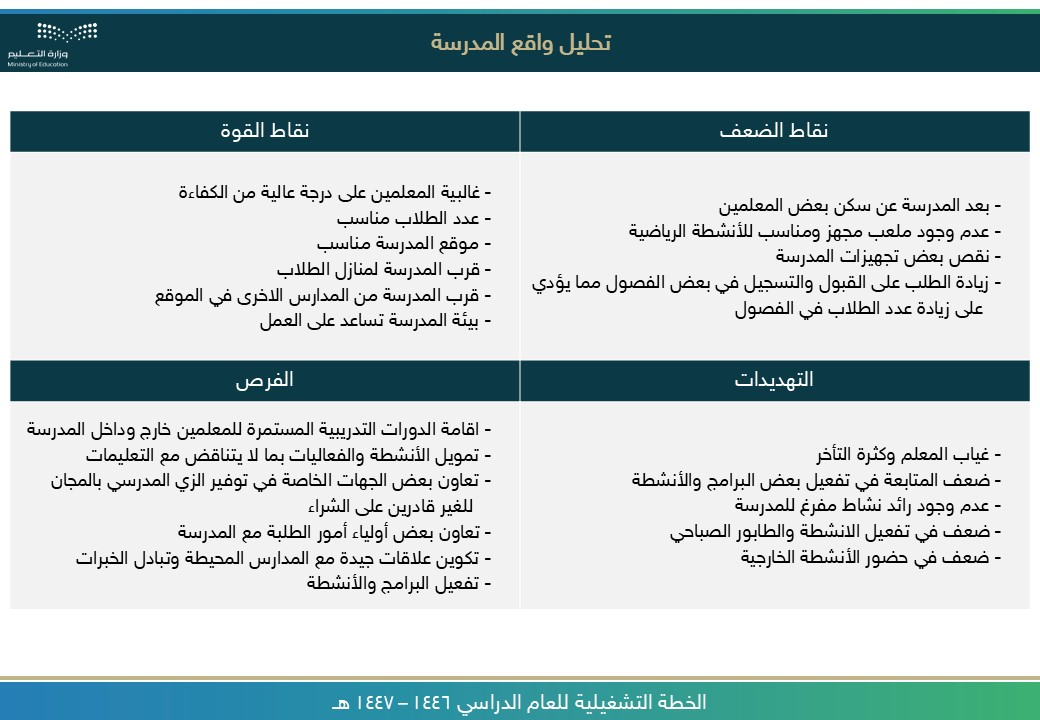 تحليل واقع المدرسة
وزارة التعـــليم
Ministry of Education
نقاط الضعف
- بعد المدرسة عن سكن بعض المعلمين
- عدم وجود ملعب مجهز ومناسب للأنشطة الرياضية
- نقص بعض تجهيزات المدرسة
- زيادة الطلب على القبول والتسجيل في بعض الفصول مما يؤدي
على زيادة عدد الطلاب في الفصول
نقاط القوة
- غالبية المعلمين على درجة عالية من الكفاءة
- عدد الطلاب مناسب
- موقع المدرسة مناسب
- قرب المدرسة لمنازل الطلاب
- قرب المدرسة من المدارس الاخرى في الموقع
- بيئة المدرسة تساعد على العمل
التهديدات
- غياب المعلم وكثرة التأخر
- ضعف المتابعة في تفعيل بعض البرامج والأنشطة
- عدم وجود رائد نشاط مفرغ للمدرسة
- ضعف في تفعيل الانشطة والطابور الصباحي
- ضعف في حضور الأنشطة الخارجية
الفرص
- اقامة الدورات التدريبية المستمرة للمعلمين خارج وداخل المدرسة
- تمويل الأنشطة والفعاليات بما لا يتناقض مع التعليمات
- تعاون بعض الجهات الخاصة في توفير الزي المدرسي بالمجان
للغير قادرين على الشراء
- تعاون بعض أولياء أمور الطلبة مع المدرسة
- تكوين علاقات جيدة مع المدارس المحيطة وتبادل الخبرات
- تفعيل البرامج والأنشطة
الخطة التشغيلية للعام الدراسي ١٤٤٦ – ١٤٤٧ هـ